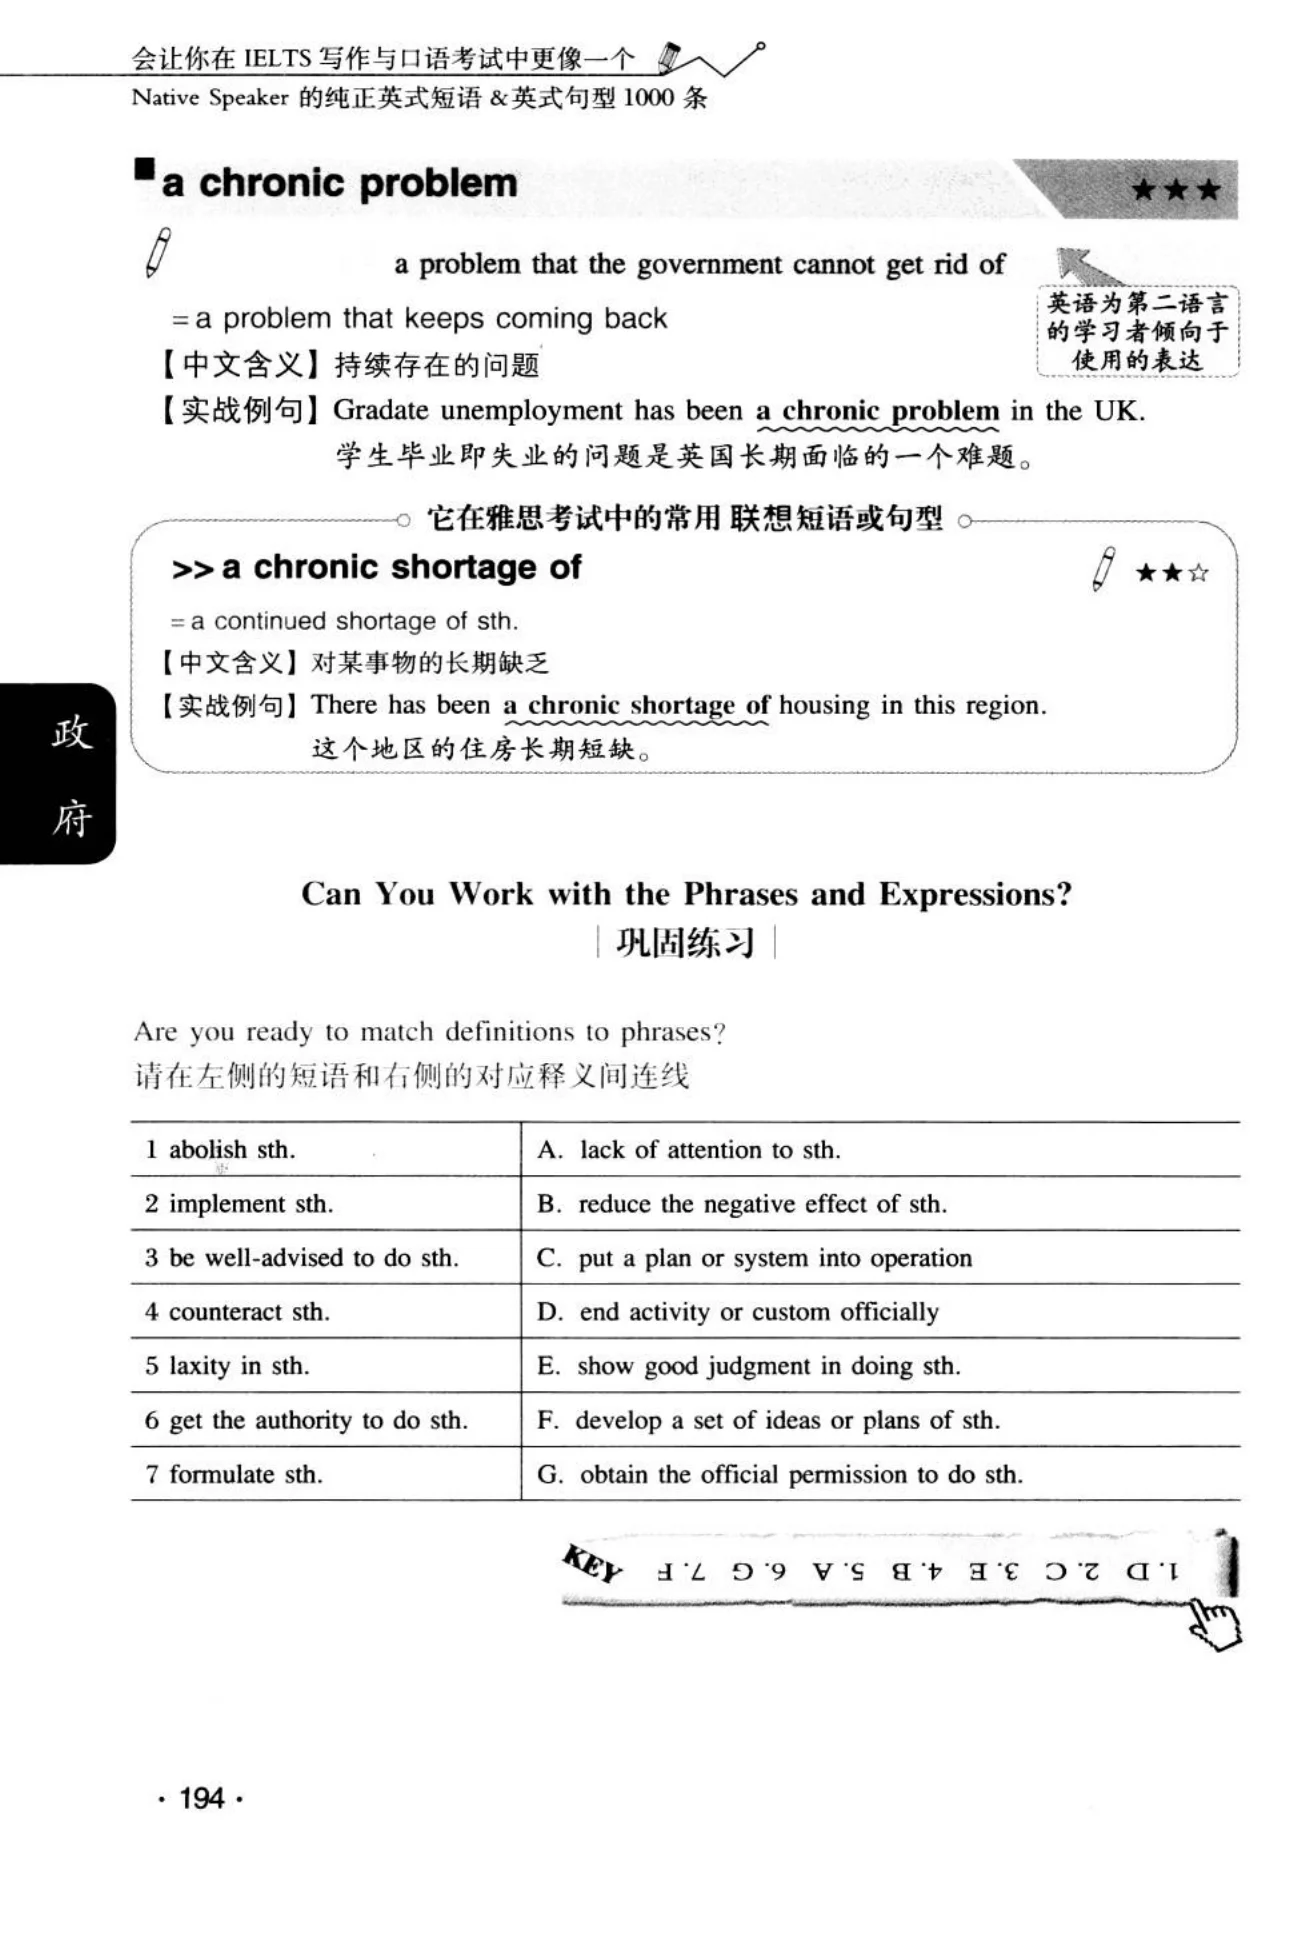 会让你在 IELTS 写作与口语考试中更像一个
Native Speaker 的纯正英式短语 &英式句型 1000 条
■a chronic problem ★★★
a problem that the government cannot get rid of
英语为第二语言
的学习者倾向于
使用的表达
=a problem that keeps coming back
【中文含义】持续存在的问题
【实战例句】Gradate unemployment has been a chronic problem in the UK.
学生毕业即失业的问题是英国长期面临的一个难题。
它在雅思考试中的常用 联想短语或句型
>>a chronic shortage of ★★☆
=a continued shortage of sth.
【中文含义】对某事物的长期缺乏
【实战例句】There has been a chronic shortage of housing in this region.
这个地区的住房长期短缺。
政
府
Can You Work with the Phrases and Expressions?
巩固练习
Are you ready to match definitions to phrases?
请在左侧的短语和右侧的对应释义间连线
1 abolish sth. A. lack of attention to sth.
2 implement sth. B. reduce the negative effect of sth.
3 be well-advised to do sth. C. put a plan or system into operation
4 counteract sth. D. end activity or custom officially
5 laxity in sth. E. show good judgment in doing sth.
6 get the authority to do sth. F. develop a set of ideas or plans of sth.
7 formulate sth. G. obtain the official permission to do sth.
KEY
1. D 2. C 3. E 4. B 5. A 6. G 7. F
· 194 ·